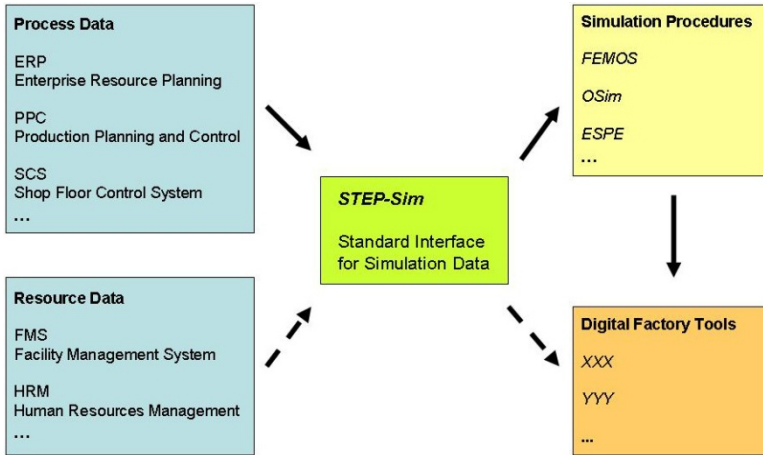 Process Data
ERP
Enterprise Resource Planning
PPC
Production Planning and Control
SCS
Shop Floor Control System
...
Resource Data
FMS
Facility Management System
HRM
Human Resources Management
...
STEP-Sim
Standard Interface
for Simulation Data
Simulation Procedures
FEMOS
OSim
ESPE
...
Digital Factory Tools
XXX
YYY
...